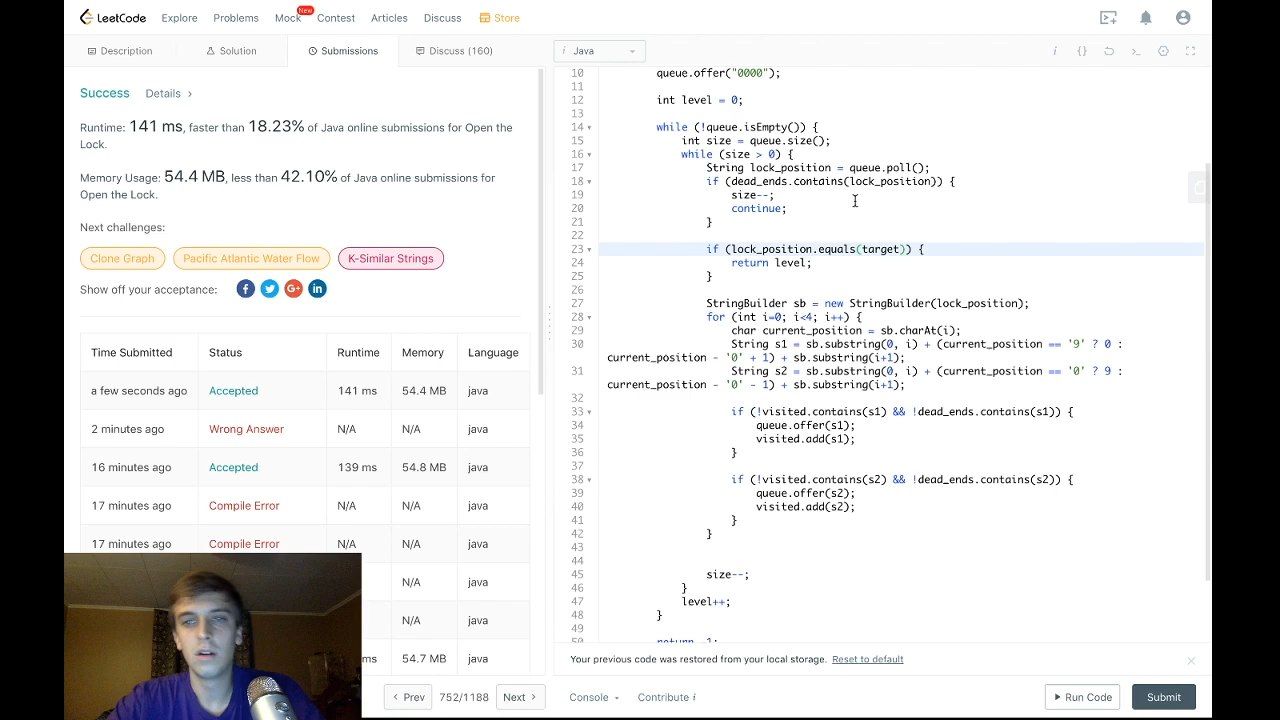 LeetCode
Explore
Problems
Mock
New
Contest
Articles
Discuss
Store
Description
Solution
Submissions
Discuss (160)
i Java
Success
Details ›
Runtime: 141 ms, faster than 18.23% of Java online submissions for Open the
Lock.
Memory Usage: 54.4 MB, less than 42.10% of Java online submissions for
Open the Lock.
Next challenges:
Clone Graph
Pacific Atlantic Water Flow
K-Similar Strings
Show off your acceptance:
Time Submitted Status Runtime Memory Language
a few seconds ago Accepted 141 ms 54.4 MB java
2 minutes ago Wrong Answer N/A N/A java
16 minutes ago Accepted 139 ms 54.8 MB java
17 minutes ago Compile Error N/A N/A java
17 minutes ago Compile Error N/A N/A java
N/A java
N/A java
ms 54.7 MB java
10 queue.offer("0000");
11
12 int level = 0;
13
14 while (!queue.isEmpty()) {
15 int size = queue.size();
16 while (size > 0) {
17 String lock_position = queue.poll();
18 if (dead_ends.contains(lock_position)) {
19 size--;
20 continue;
21 }
22
23 if (lock_position.equals(target)) {
24 return level;
25 }
26
27 StringBuilder sb = new StringBuilder(lock_position);
28 for (int i=0; i<4; i++) {
29 char current_position = sb.charAt(i);
30 String s1 = sb.substring(0, i) + (current_position == '9' ? 0 :
current_position - '0' + 1) + sb.substring(i+1);
31 String s2 = sb.substring(0, i) + (current_position == '0' ? 9 :
current_position - '0' - 1) + sb.substring(i+1);
32
33 if (!visited.contains(s1) && !dead_ends.contains(s1)) {
34 queue.offer(s1);
35 visited.add(s1);
36 }
37
38 if (!visited.contains(s2) && !dead_ends.contains(s2)) {
39 queue.offer(s2);
40 visited.add(s2);
41 }
42 }
43
44
45 size--;
46 }
47 level++;
48 }
49
50 return -1;
Your previous code was restored from your local storage. Reset to default
‹ Prev
752/1188
Next ›
Console
Contribute i
Run Code
Submit